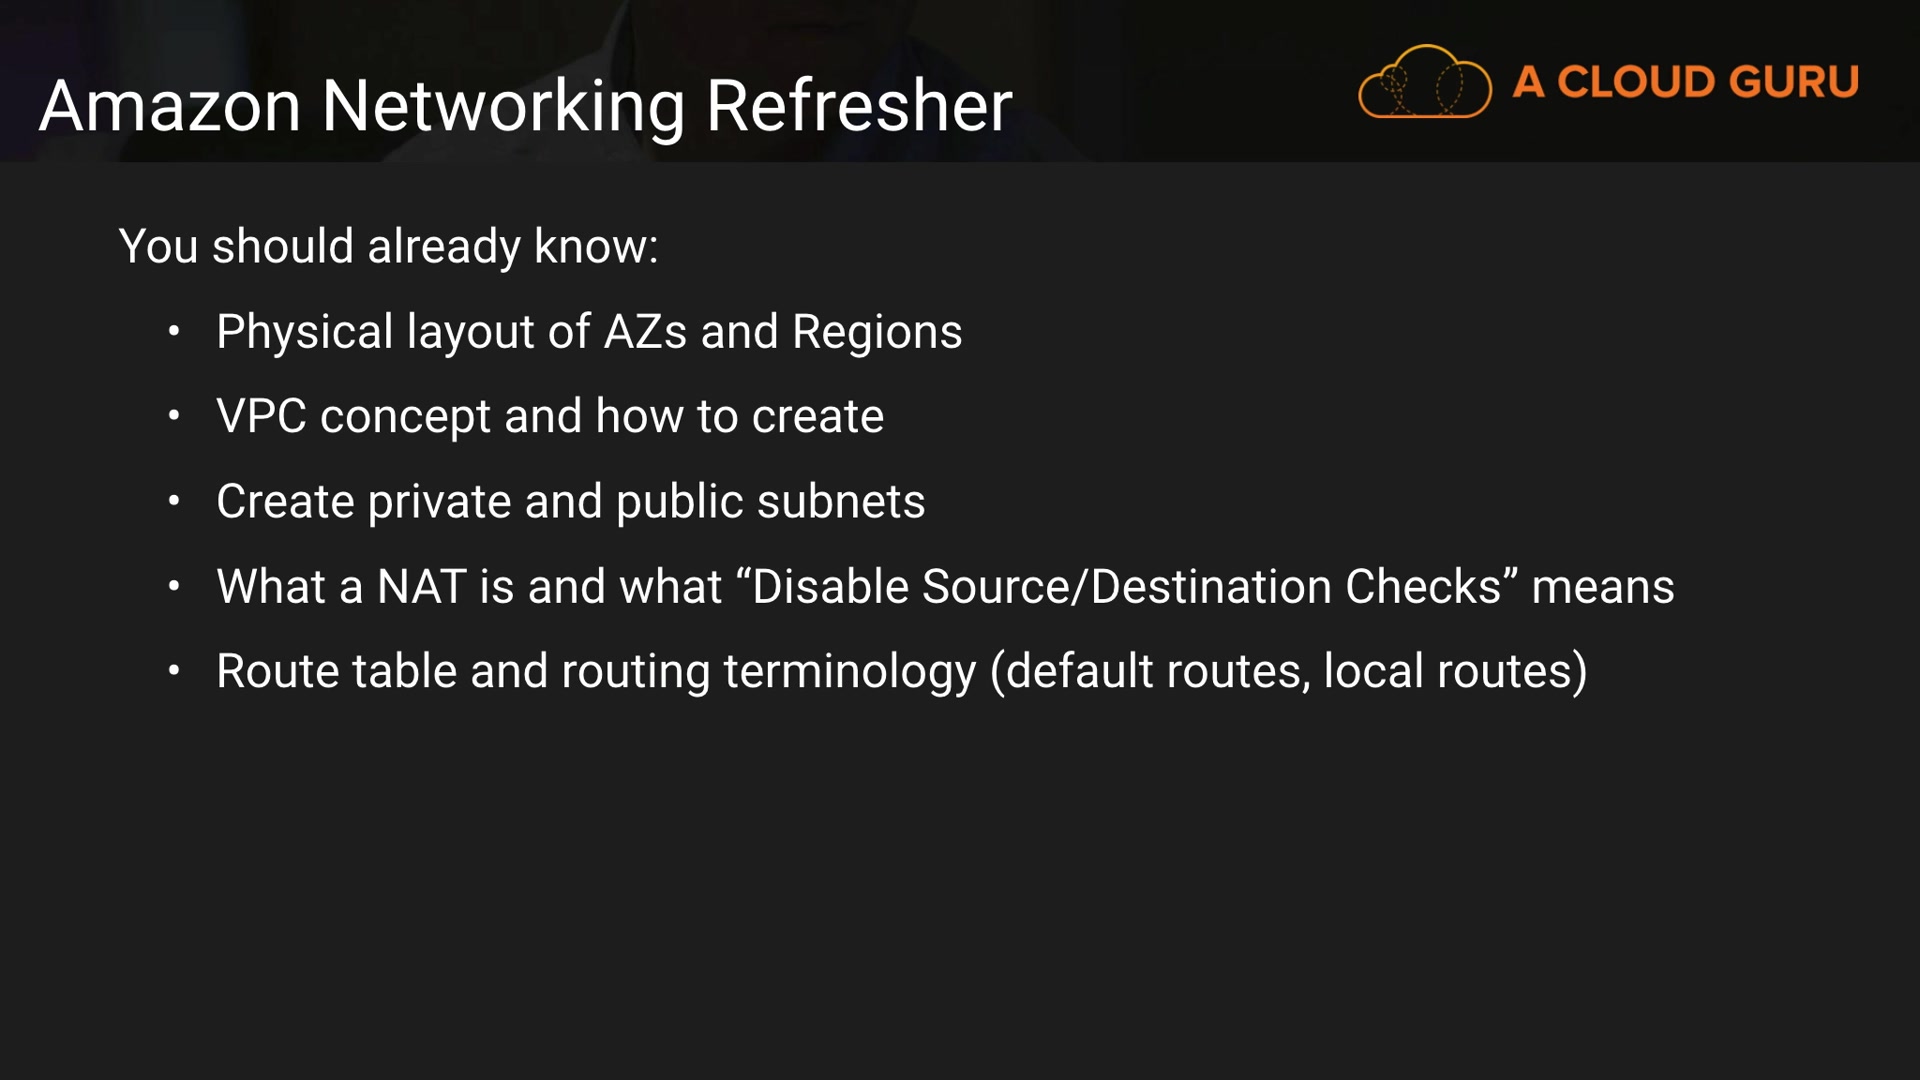 Amazon Networking Refresher
A CLOUD GURU
You should already know:
• Physical layout of AZs and Regions
• VPC concept and how to create
• Create private and public subnets
• What a NAT is and what “Disable Source/Destination Checks” means
• Route table and routing terminology (default routes, local routes)